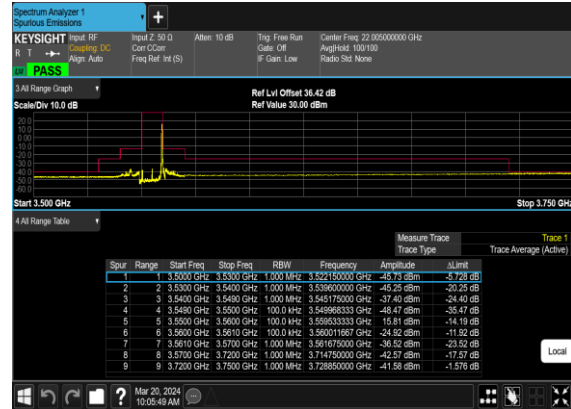 Spectrum Analyzer 1
Spurious Emissions
+
KEYSIGHT Input: RF Input Z: 50 Ω Atten: 10 dB Trig: Free Run Center Freq: 22.005000000 GHz
R T Coupling: DC Corr CCorr Gate: Off Avg|Hold: 100/100
Align: Auto Freq Ref: Int (S) IF Gain: Low Radio Std: None
PASS
3 All Range Graph
Ref Lvl Offset 36.42 dB
Scale/Div 10.0 dB Ref Value 30.00 dBm
20.0
10.0
0.00
-10.0
-20.0
-30.0
-40.0
-50.0
-60.0
Start 3.500 GHz Stop 3.750 GHz
4 All Range Table
Measure Trace Trace 1
Trace Type Trace Average (Active)
Spur Range Start Freq Stop Freq RBW Frequency Amplitude ΔLimit
1 1 3.5000 GHz 3.5300 GHz 1.000 MHz 3.522150000 GHz -45.73 dBm -5.728 dB
2 2 3.5300 GHz 3.5400 GHz 1.000 MHz 3.539600000 GHz -45.25 dBm -20.25 dB
3 3 3.5400 GHz 3.5490 GHz 1.000 MHz 3.545175000 GHz -37.40 dBm -24.40 dB
4 4 3.5490 GHz 3.5500 GHz 100.0 kHz 3.549968333 GHz -48.47 dBm -35.47 dB
5 5 3.5500 GHz 3.5600 GHz 100.0 kHz 3.559533333 GHz 15.81 dBm -14.19 dB
6 6 3.5600 GHz 3.5610 GHz 100.0 kHz 3.560011667 GHz -24.92 dBm -11.92 dB
7 7 3.5610 GHz 3.5700 GHz 1.000 MHz 3.561675000 GHz -36.52 dBm -23.52 dB
8 8 3.5700 GHz 3.7200 GHz 1.000 MHz 3.714750000 GHz -42.57 dBm -17.57 dB
9 9 3.7200 GHz 3.7500 GHz 1.000 MHz 3.728850000 GHz -41.58 dBm -1.576 dB
Local
?
Mar 20, 2024
10:05:49 AM